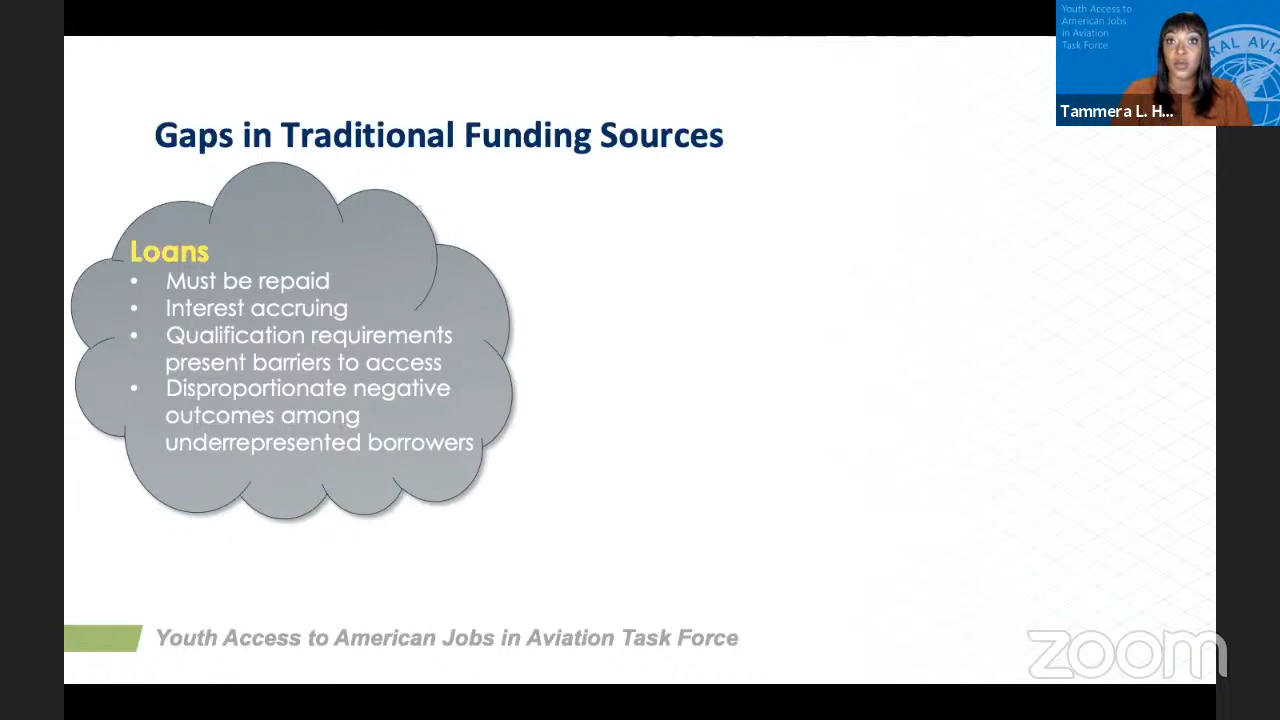 Youth Access to
American Jobs
in Aviation
Task Force
RAL AVIA
Tammera L. H...
Gaps in Traditional Funding Sources
Loans
• Must be repaid
• Interest accruing
• Qualification requirements
present barriers to access
• Disproportionate negative
outcomes among
underrepresented borrowers
Youth Access to American Jobs in Aviation Task Force
zoom